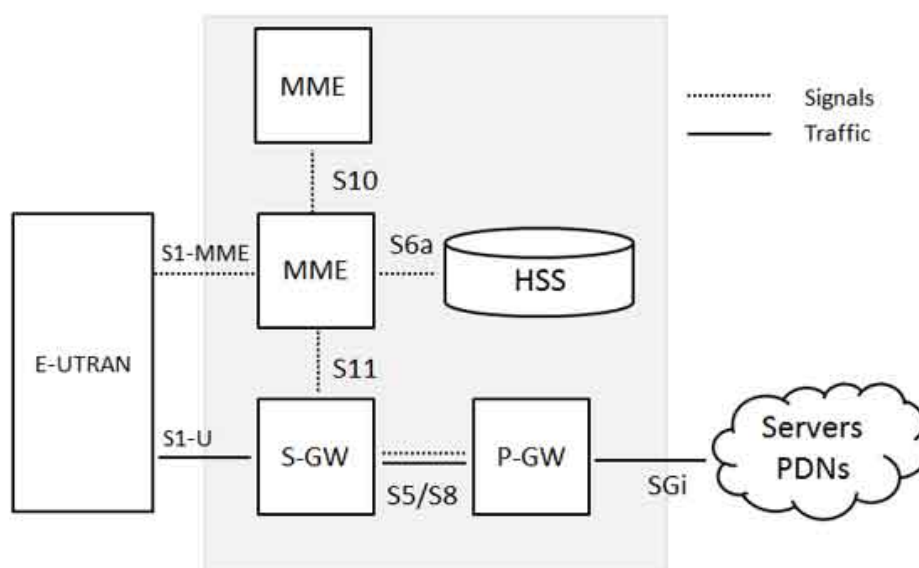 MME
Signals
Traffic
S10
S1-MME
MME
S6a
HSS
E-UTRAN
S11
S1-U
S-GW
P-GW
S5/S8
SGi
Servers
PDNs